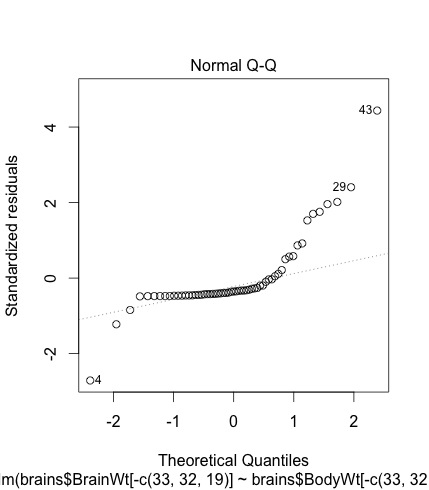 Normal Q-Q
Standardized residuals
4
2
0
-2
43
29
4
-2 -1 0 1 2
Theoretical Quantiles
lm(brains$BrainWt[-c(33, 32, 19)] ~ brains$BodyWt[-c(33, 32